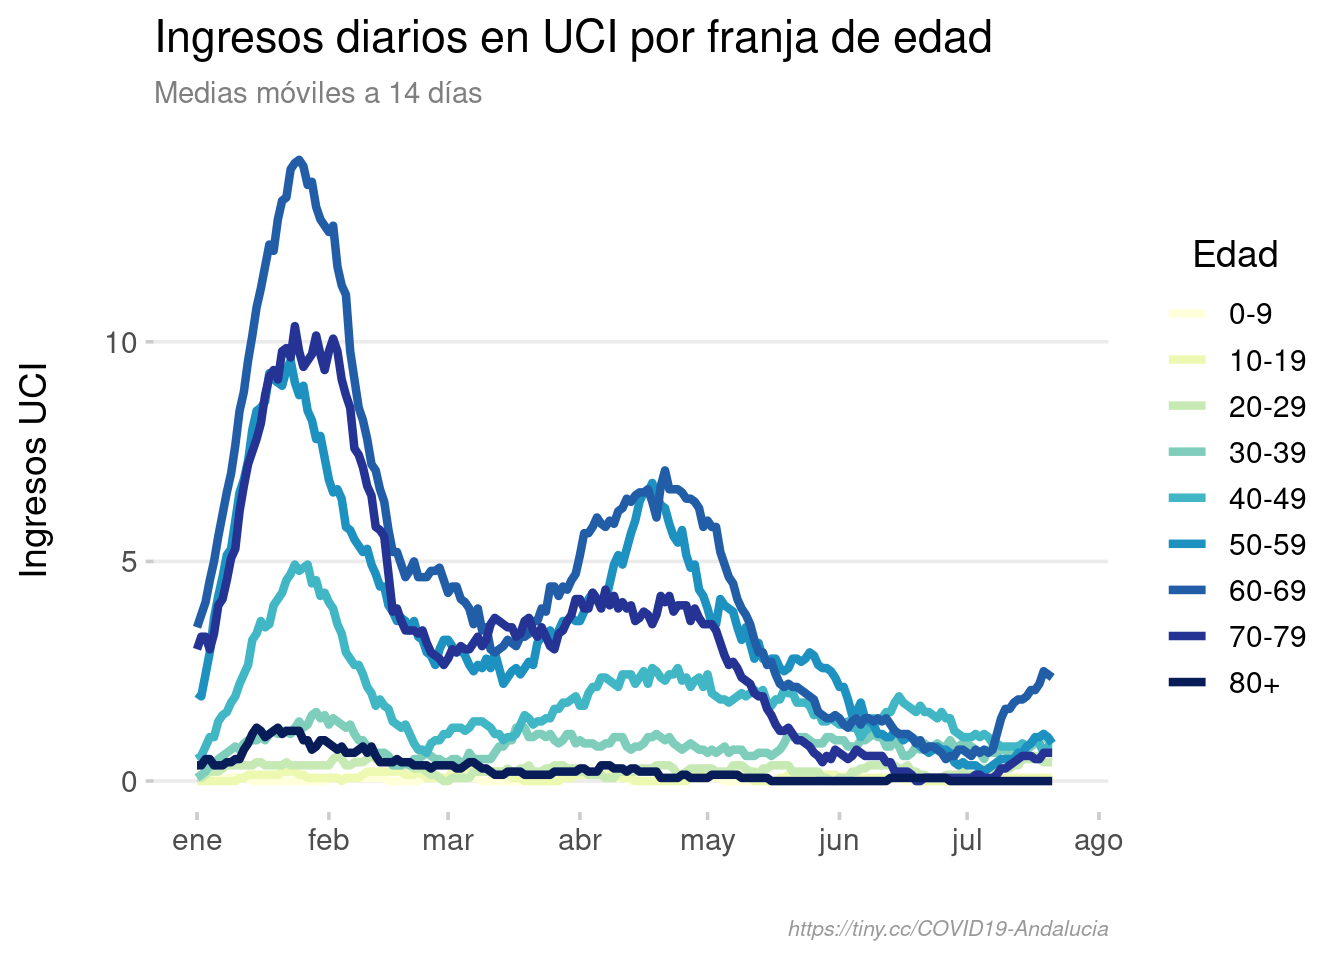 Ingresos diarios en UCI por franja de edad
Medias móviles a 14 días
Ingresos UCI
10
5
0
ene feb mar abr may jun jul ago
Edad
0-9
10-19
20-29
30-39
40-49
50-59
60-69
70-79
80+
https://tiny.cc/COVID19-Andalucia